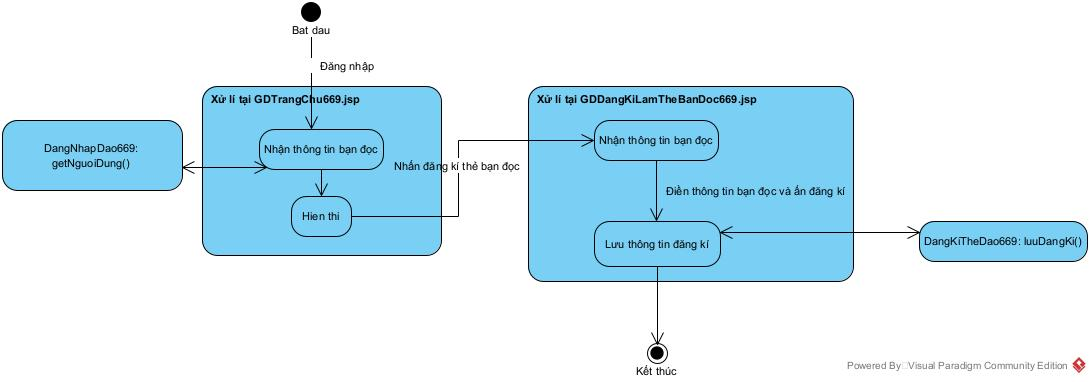 Bat dau
Đăng nhập
Xử lí tại GDTrangChu669.jsp
DangNhapDao669:
getNguoiDung()
Nhận thông tin bạn đọc
Hien thi
Nhấn đăng kí thẻ bạn đọc
Xử lí tại GDDangKiLamTheBanDoc669.jsp
Nhận thông tin bạn đọc
Điền thông tin bạn đọc và ấn đăng kí
Lưu thông tin đăng kí
DangKiTheDao669: luuDangKi()
Kết thúc
Powered By Visual Paradigm Community Edition